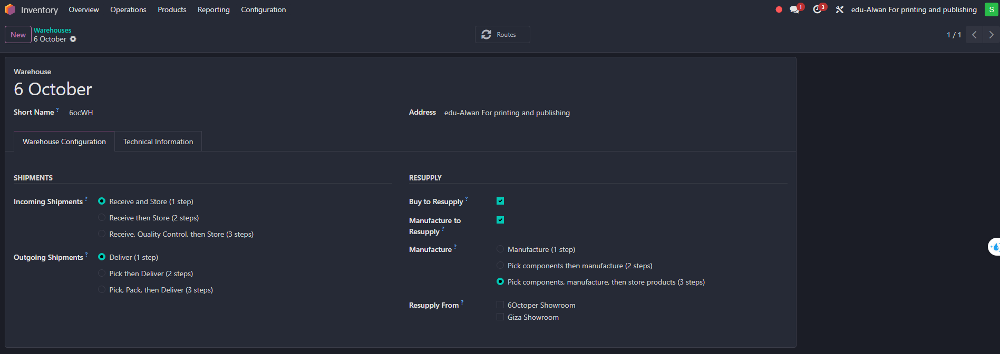 Inventory Overview Operations Products Reporting Configuration 1 3 edu-Alwan For printing and publishing S
New Warehouses
6 October
Routes
1 / 1
Warehouse
6 October
Short Name ? 6ocWH
Address edu-Alwan For printing and publishing
Warehouse Configuration Technical Information
SHIPMENTS
Incoming Shipments ? Receive and Store (1 step)
Receive then Store (2 steps)
Receive, Quality Control, then Store (3 steps)
Outgoing Shipments ? Deliver (1 step)
Pick then Deliver (2 steps)
Pick, Pack, then Deliver (3 steps)
RESUPPLY
Buy to Resupply ?
Manufacture to
Resupply ?
Manufacture ? Manufacture (1 step)
Pick components then manufacture (2 steps)
Pick components, manufacture, then store products (3 steps)
Resupply From ? 6Octoper Showroom
Giza Showroom